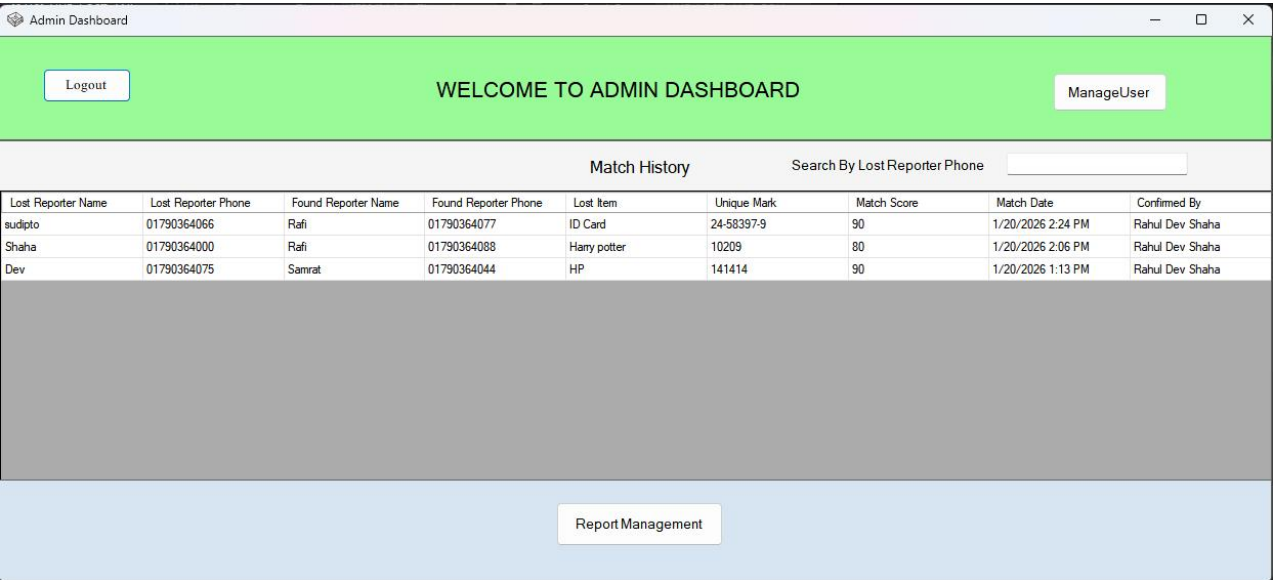 Admin Dashboard
Logout WELCOME TO ADMIN DASHBOARD ManageUser
Match History Search By Lost Reporter Phone
Lost Reporter Name Lost Reporter Phone Found Reporter Name Found Reporter Phone Lost Item Unique Mark Match Score Match Date Confirmed By
sudipto 01790364066 Rafi 01790364077 ID Card 24-58397-9 90 1/20/2026 2:24 PM Rahul Dev Shaha
Shaha 01790364000 Rafi 01790364088 Harry potter 10209 80 1/20/2026 2:06 PM Rahul Dev Shaha
Dev 01790364075 Samrat 01790364044 HP 141414 90 1/20/2026 1:13 PM Rahul Dev Shaha
Report Management